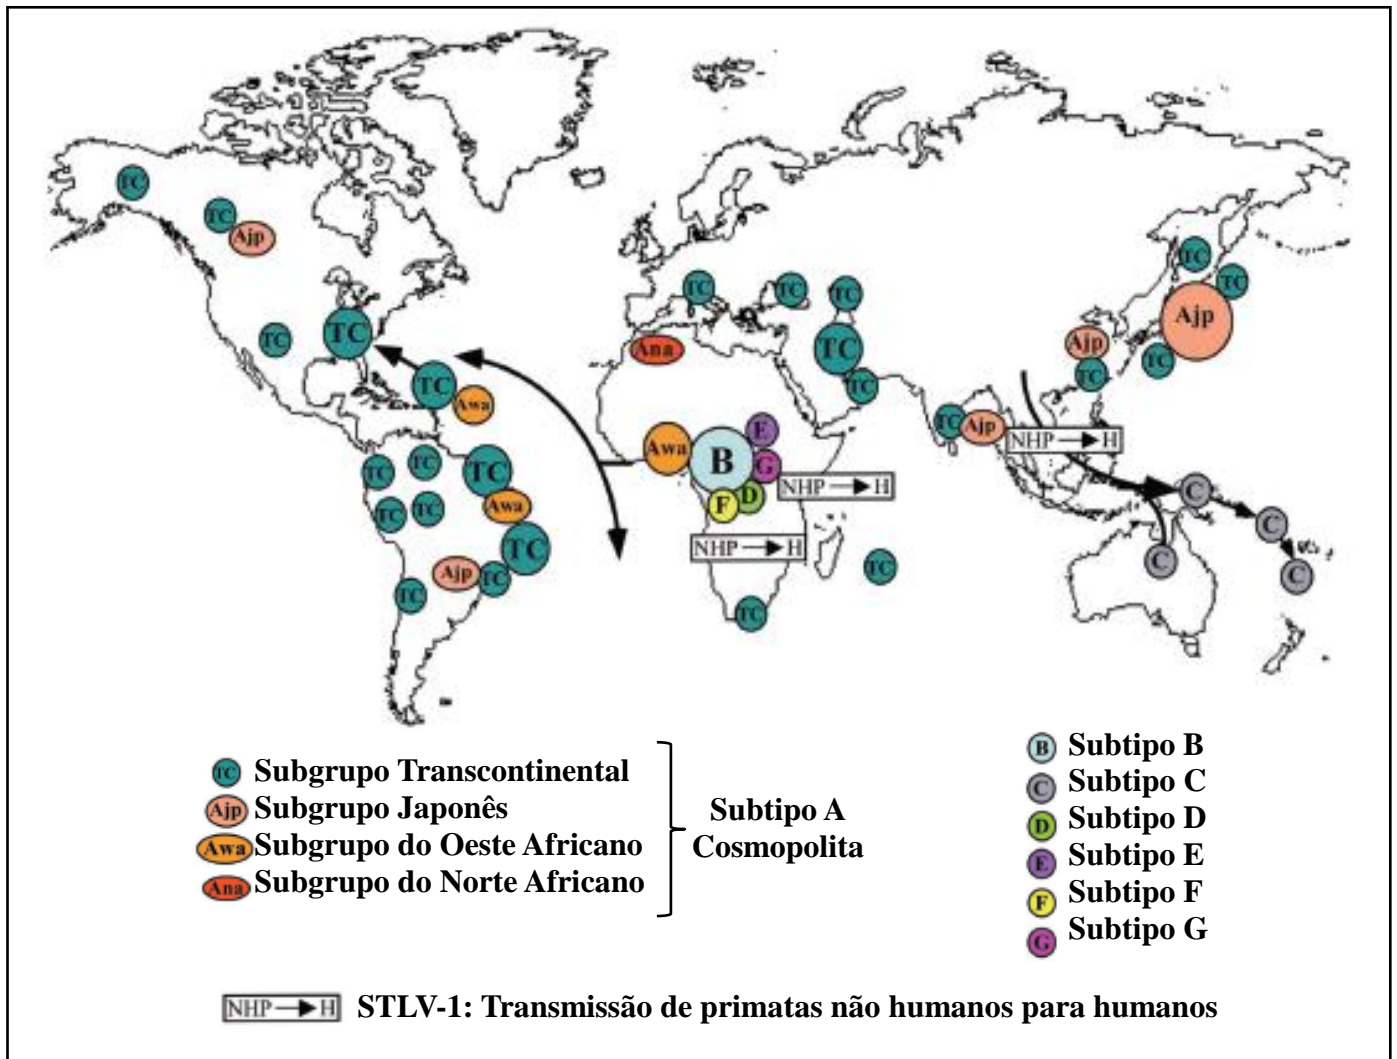 TC
TC
Ajp
TC
TC
TC
Awa
TC
TC
TC
TC
TC
Awa
TC
Ajp
TC
TC
TC
TC
TC
TC
TC
Ana
Awa
B
E
G
D
F
NHP → H
NHP → H
TC
TC
TC
TC
Ajp
Ajp
TC
TC
Ajp
TC
NHP → H
C
C
C
C
TC Subgrupo Transcontinental
Ajp Subgrupo Japonês
Awa Subgrupo do Oeste Africano
Ana Subgrupo do Norte Africano
Subtipo A
Cosmopolita
B Subtipo B
C Subtipo C
D Subtipo D
E Subtipo E
F Subtipo F
G Subtipo G
NHP → H STLV-1: Transmissão de primatas não humanos para humanos